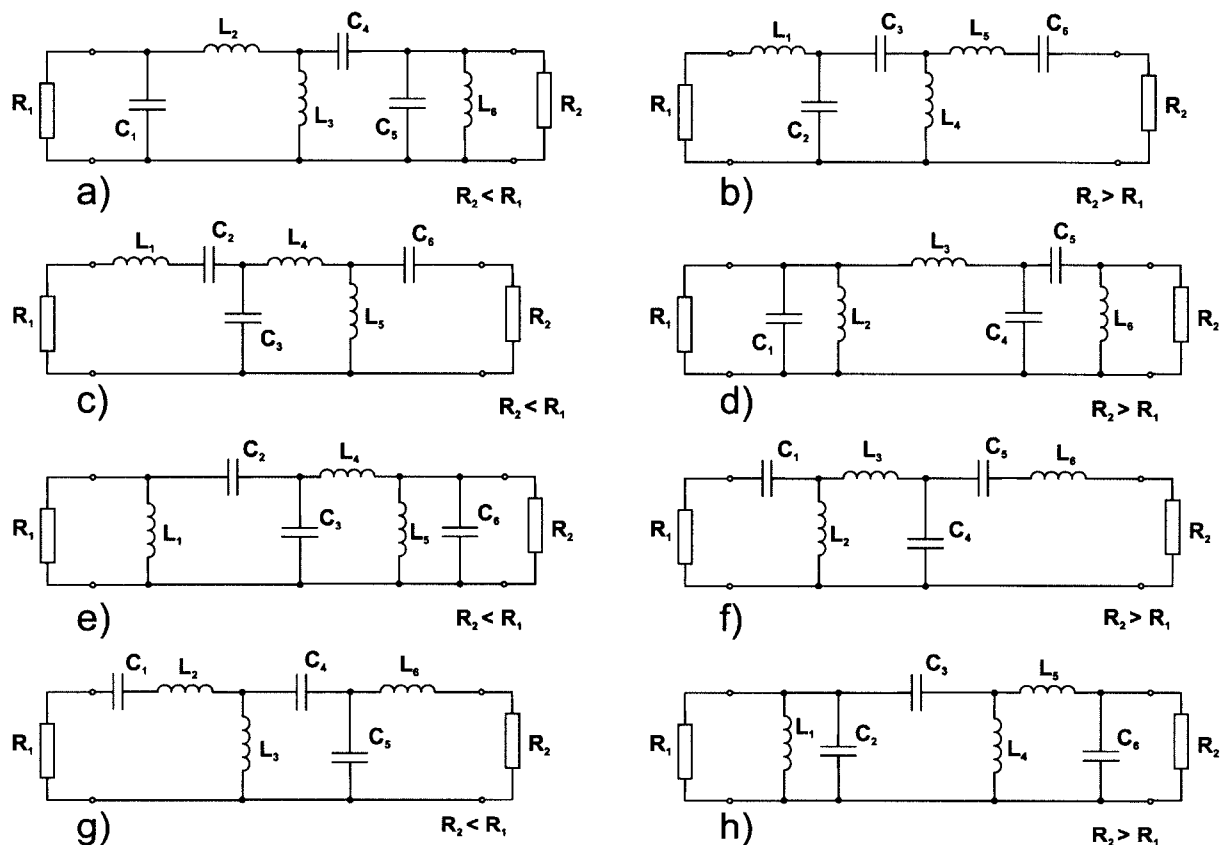 L₂ C₄
R₁ C₁ L₃ C₅ L₆ R₂
a) R₂ < R₁
L₁ C₃ L₅ C₆
R₁ C₂ L₄ R₂
b) R₂ > R₁
L₁ C₂ L₄ C₆
R₁ C₃ L₅ R₂
c) R₂ < R₁
L₃ C₅
R₁ C₁ L₂ C₄ L₆ R₂
d) R₂ > R₁
C₂ L₄
R₁ L₁ C₃ L₅ C₆ R₂
e) R₂ < R₁
C₁ L₃ C₅ L₆
R₁ L₂ C₄ R₂
f) R₂ > R₁
C₁ L₂ C₄ L₆
R₁ L₃ C₅ R₂
g) R₂ < R₁
C₃ L₅
R₁ L₁ C₂ L₄ C₆ R₂
h) R₂ > R₁